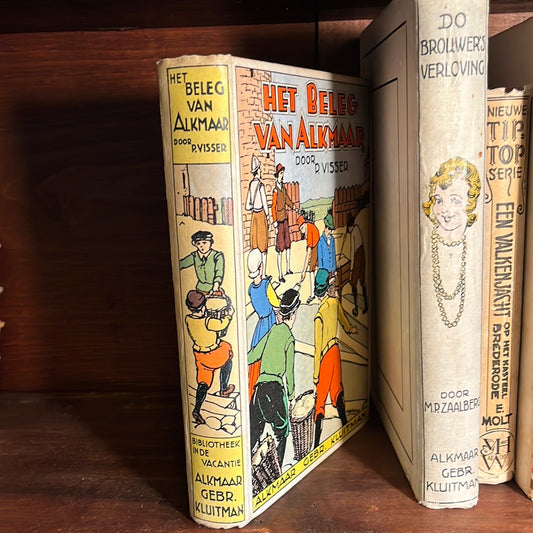 HET
BELEG
VAN
ALKMAAR
DOOR P. VISSER
BIBLIOTHEEK
IN DE
VACANTIE
ALKMAAR
GEBR.
KLUITMAN
HET BELEG
VAN ALKMAAR
DOOR P. VISSER
ALKMAAR GEBR. KLUITMAN
DO
BROUWER'S
VERLOVING
DOOR
M.P. ZAALBERG
ALKMAAR
GEBR.
KLUITMAN
NIEUWE
TIP-
TOP
SERIE
EEN VALKENJACHT
OP HET KASTEEL
BREDERODE
E.
MOLT